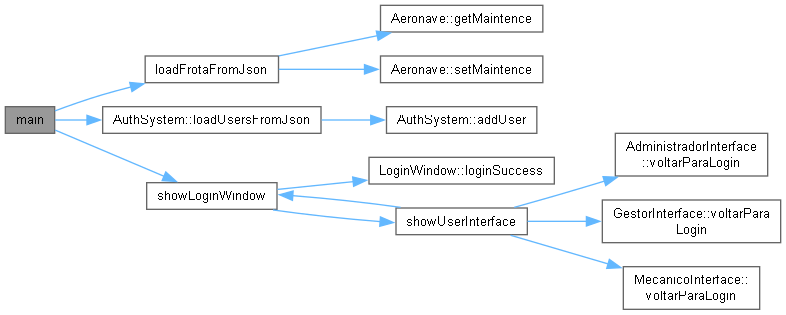 Aeronave::getMaintence
loadFrotaFromJson
Aeronave::setMaintence
main
AuthSystem::loadUsersFromJson
AuthSystem::addUser
AdministradorInterface
::voltarParaLogin
LoginWindow::loginSuccess
showLoginWindow
showUserInterface
GestorInterface::voltarPara
Login
MecanicoInterface::
voltarParaLogin